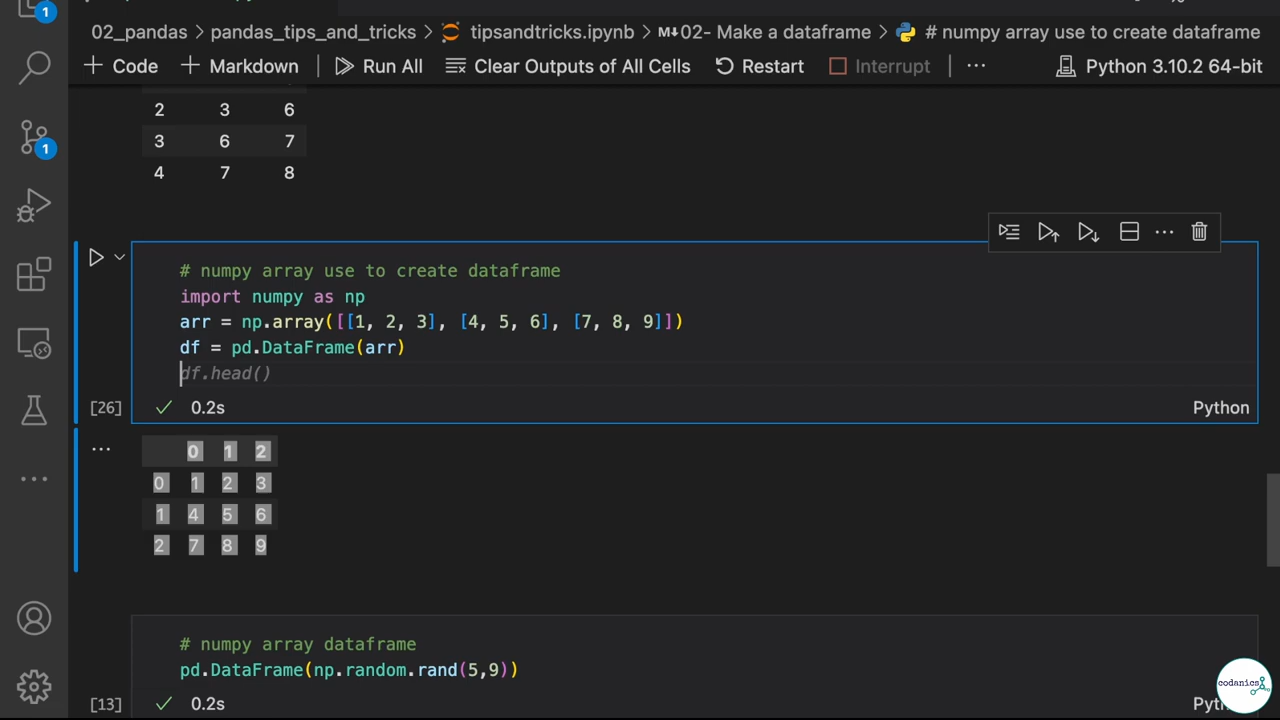 1
02_pandas > pandas_tips_and_tricks > tipsandtricks.ipynb > M↓02- Make a dataframe > # numpy array use to create dataframe
+ Code + Markdown Run All Clear Outputs of All Cells Restart Interrupt ... Python 3.10.2 64-bit
2 3 6
1
3 6 7
4 7 8
# numpy array use to create dataframe
import numpy as np
arr = np.array([[1, 2, 3], [4, 5, 6], [7, 8, 9]])
df = pd.DataFrame(arr)
df.head()
[26] ✓ 0.2s Python
0 1 2
0 1 2 3
1 4 5 6
2 7 8 9
# numpy array dataframe
pd.DataFrame(np.random.rand(5,9))
[13] ✓ 0.2s
codanics